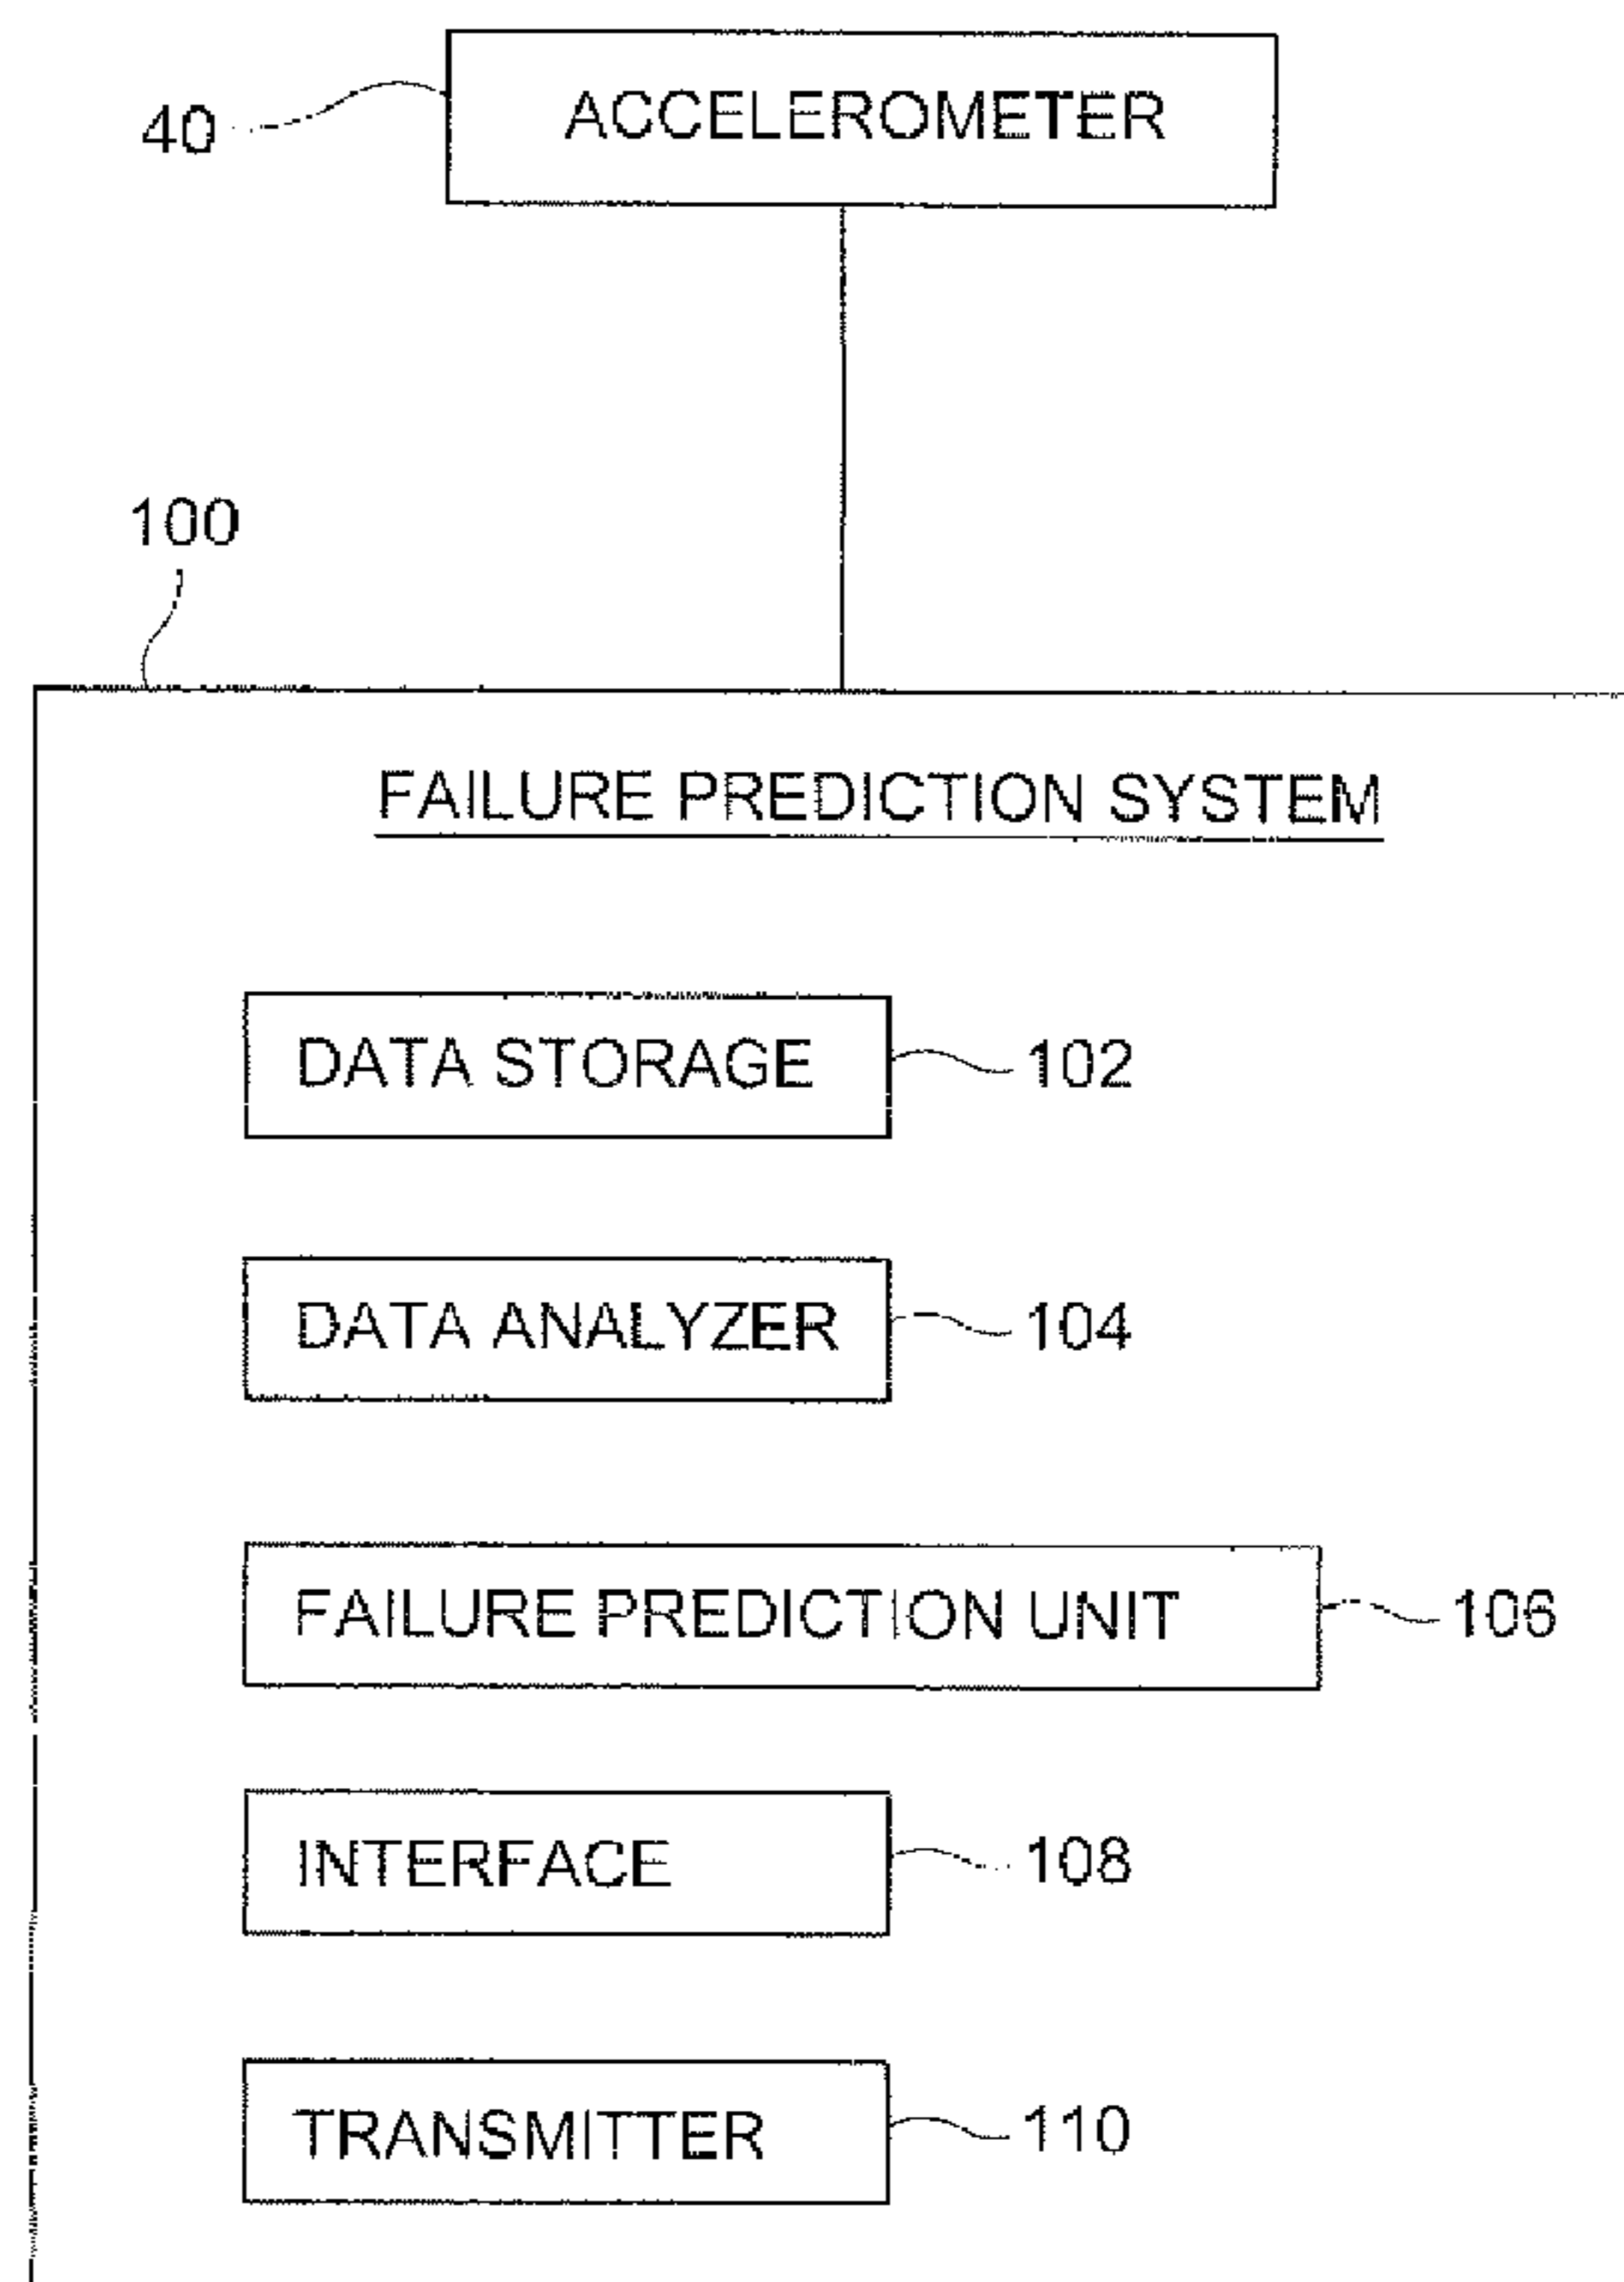 ACCELEROMETER
40
100
FAILURE PREDICTION SYSTEM
DATA STORAGE
102
DATA ANALYZER
104
FAILURE PREDICTION UNIT
106
INTERFACE
108
TRANSMITTER
110